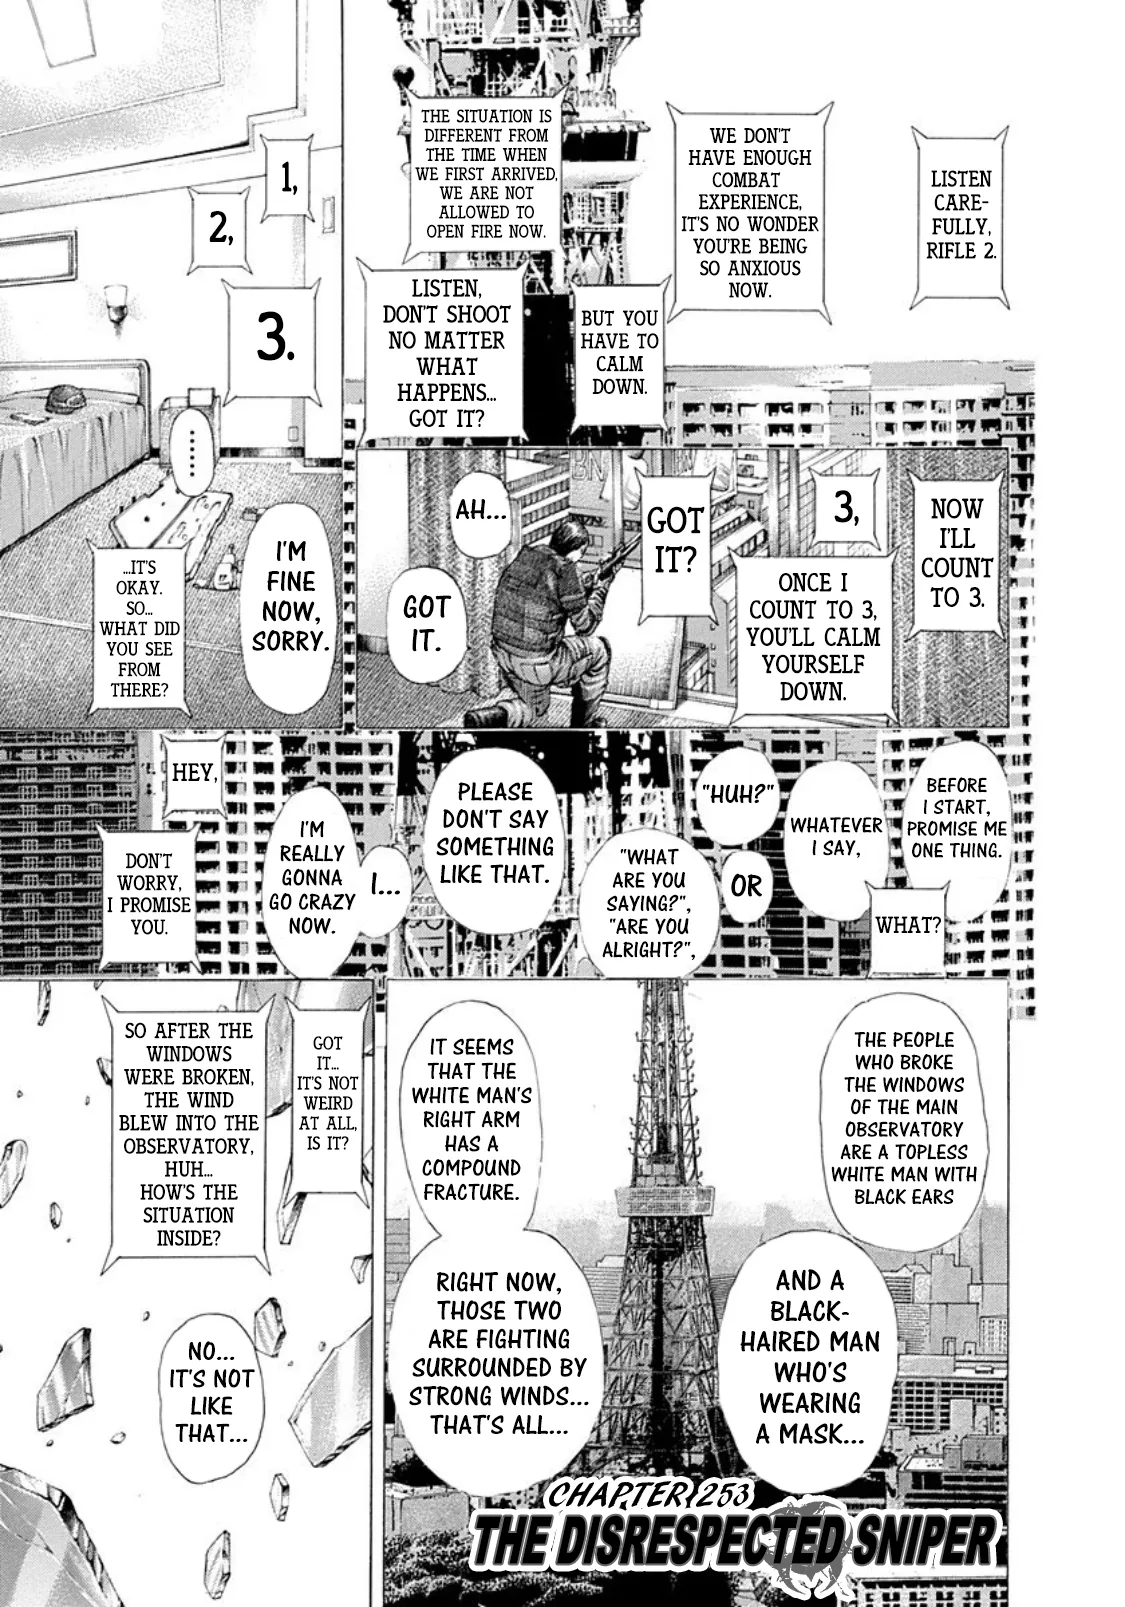 LISTEN
CARE-
FULLY,
RIFLE 2.
WE DON'T
HAVE ENOUGH
COMBAT
EXPERIENCE,
IT'S NO WONDER
YOU'RE BEING
SO ANXIOUS
NOW.
BUT YOU
HAVE TO
CALM
DOWN.
THE SITUATION IS
DIFFERENT FROM
THE TIME WHEN
WE FIRST ARRIVED,
WE ARE NOT
ALLOWED TO
OPEN FIRE NOW.
LISTEN,
DON'T SHOOT
NO MATTER
WHAT
HAPPENS...
GOT IT?
NOW
I'LL
COUNT
TO 3.
3,
ONCE I
COUNT TO 3,
YOU'LL CALM
YOURSELF
DOWN.
GOT
IT?
AH...
GOT
IT.
1,
2,
3.
......
I'M
FINE
NOW,
SORRY.
...IT'S
OKAY.
SO...
WHAT DID
YOU SEE
FROM
THERE?
BEFORE
I START,
PROMISE ME
ONE THING.
WHAT?
WHATEVER
I SAY,
"HUH?"
OR
"WHAT
ARE YOU
SAYING?",
"ARE YOU
ALRIGHT?",
PLEASE
DON'T SAY
SOMETHING
LIKE THAT.
I...
I'M
REALLY
GONNA
GO CRAZY
NOW.
HEY,
DON'T
WORRY,
I PROMISE
YOU.
THE PEOPLE
WHO BROKE
THE WINDOWS
OF THE MAIN
OBSERVATORY
ARE A TOPLESS
WHITE MAN WITH
BLACK EARS
AND A
BLACK-
HAIRED MAN
WHO'S
WEARING
A MASK...
IT SEEMS
THAT THE
WHITE MAN'S
RIGHT ARM
HAS A
COMPOUND
FRACTURE.
RIGHT NOW,
THOSE TWO
ARE FIGHTING
SURROUNDED BY
STRONG WINDS...
THAT'S ALL...
GOT
IT...
IT'S NOT
WEIRD
AT ALL,
IS IT?
SO AFTER THE
WINDOWS
WERE BROKEN,
THE WIND
BLEW INTO THE
OBSERVATORY,
HUH...
HOW'S THE
SITUATION
INSIDE?
NO...
IT'S NOT
LIKE
THAT...
CHAPTER 253
THE DISRESPECTED SNIPER